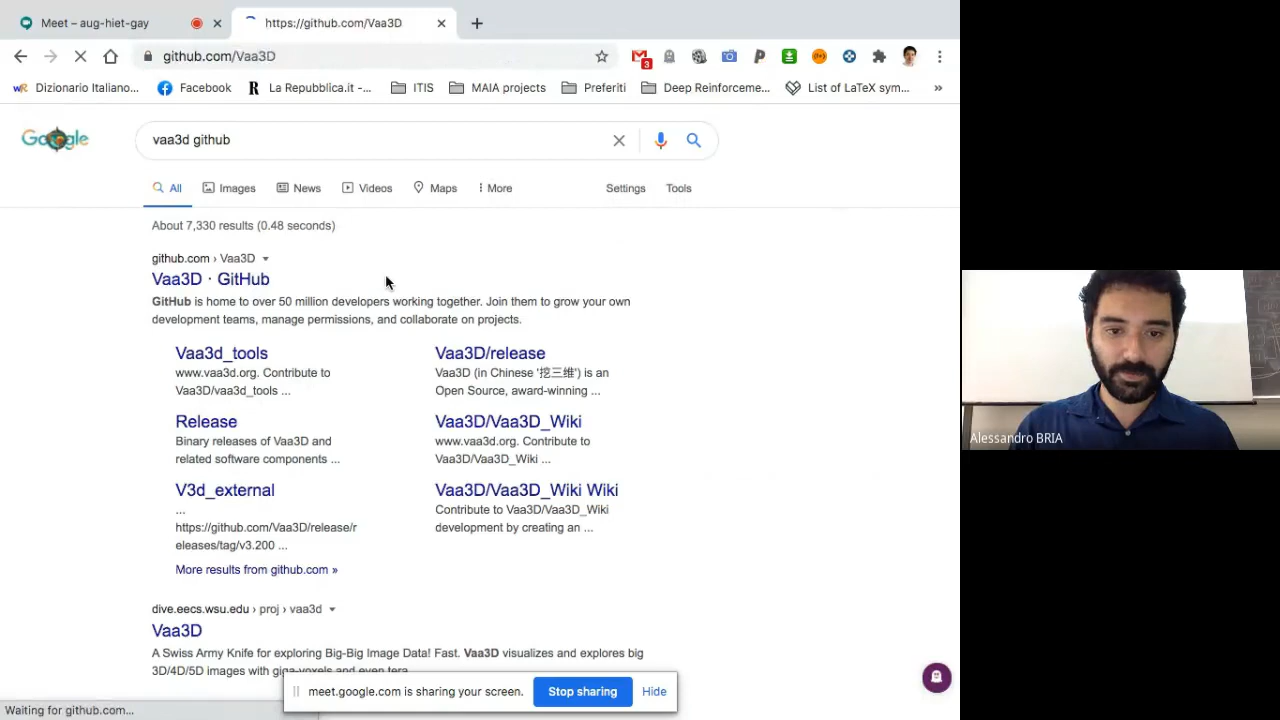 Meet – aug-hiet-gay
https://github.com/Vaa3D
github.com/Vaa3D
3
Dizionario Italiano...
Facebook
La Repubblica.it -...
ITIS
MAIA projects
Preferiti
Deep Reinforceme...
List of LaTeX sym...
»
Google
vaa3d github
All
Images
News
Videos
Maps
More
Settings
Tools
About 7,330 results (0.48 seconds)
github.com › Vaa3D
Vaa3D · GitHub
GitHub is home to over 50 million developers working together. Join them to grow your own
development teams, manage permissions, and collaborate on projects.
Vaa3d_tools
www.vaa3d.org. Contribute to
Vaa3D/vaa3d_tools ...
Vaa3D/release
Vaa3D (in Chinese '挖三维') is an
Open Source, award-winning ...
Release
Binary releases of Vaa3D and
related software components ...
Vaa3D/Vaa3D_Wiki
www.vaa3d.org. Contribute to
Vaa3D/Vaa3D_Wiki ...
V3d_external
...
https://github.com/Vaa3D/release/r
eleases/tag/v3.200 ...
Vaa3D/Vaa3D_Wiki Wiki
Contribute to Vaa3D/Vaa3D_Wiki
development by creating an ...
More results from github.com »
dive.eecs.wsu.edu › proj › vaa3d
Vaa3D
A Swiss Army Knife for exploring Big-Big Image Data! Fast. Vaa3D visualizes and explores big
3D/4D/5D images with giga-voxels and even tera
meet.google.com is sharing your screen.
Stop sharing
Hide
Waiting for github.com...
Alessandro BRIA